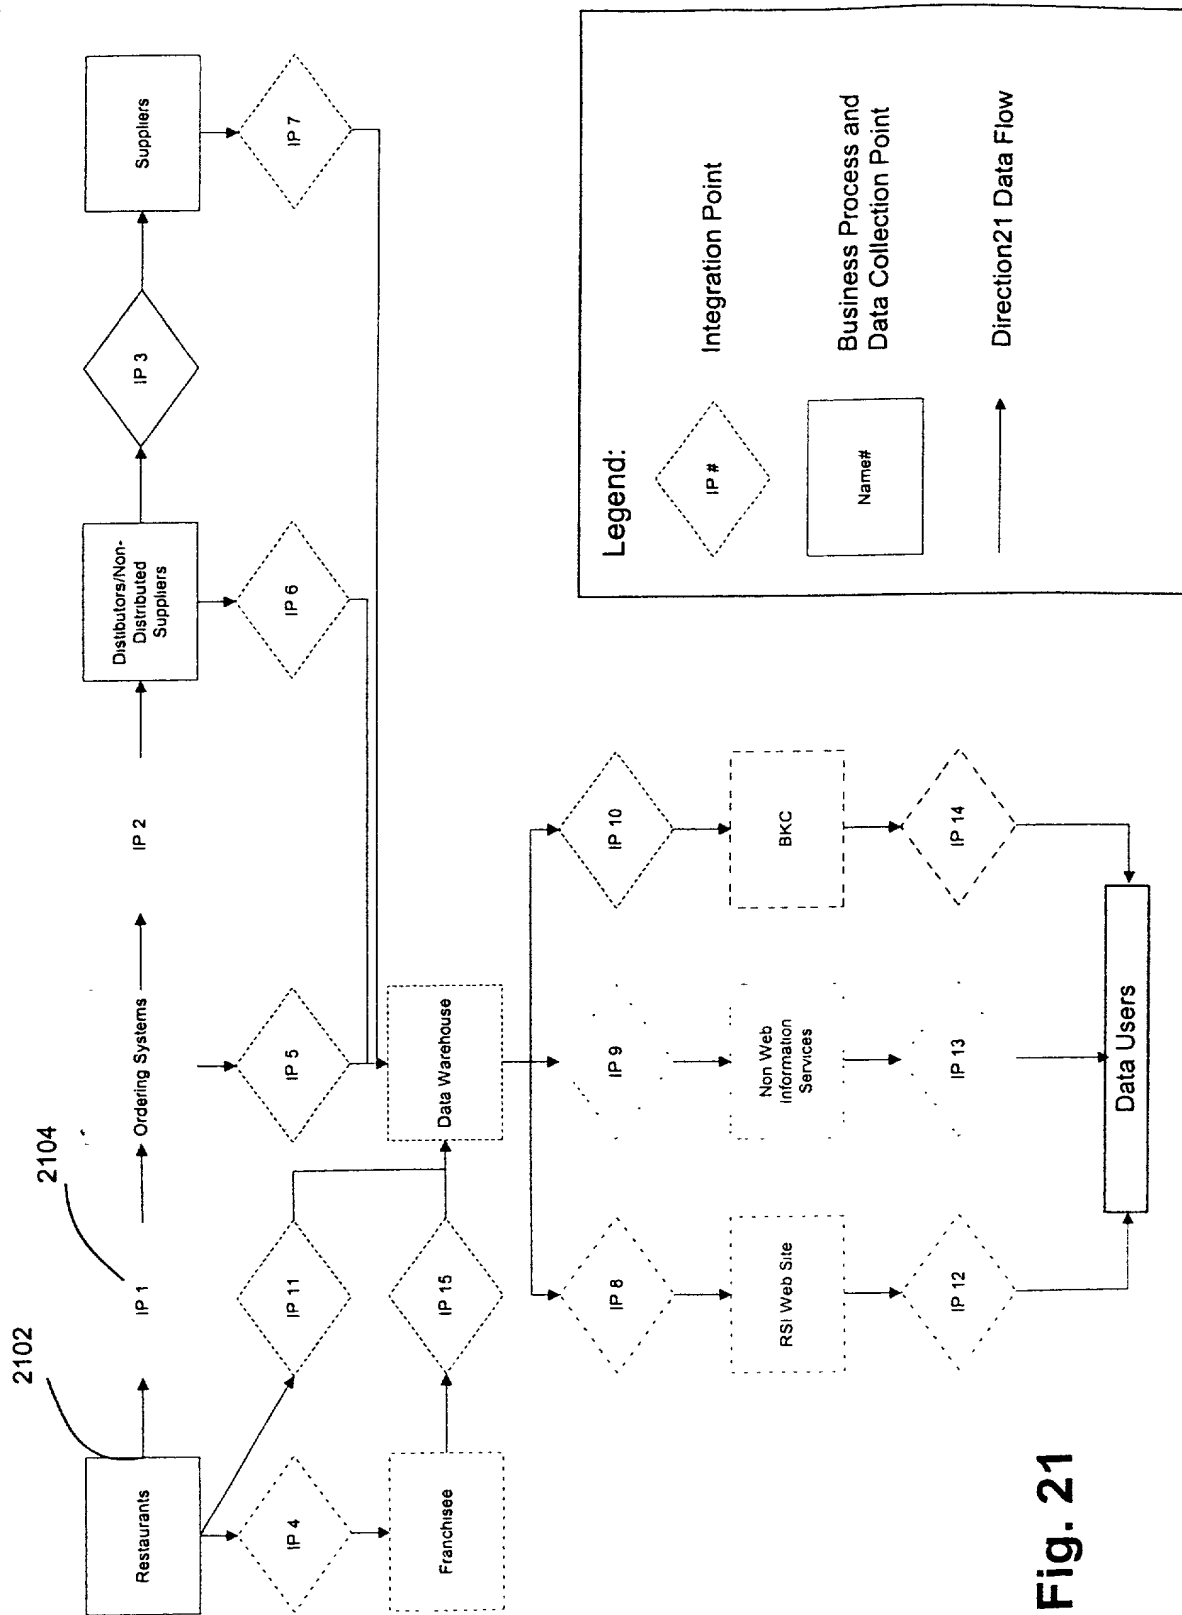 2102
2104
Restaurants
IP 1
Ordering Systems
IP 2
Distibutors/Non-
Distributed
Suppliers
IP 3
Suppliers
IP 4
IP 11
IP 5
IP 6
IP 7
Franchisee
IP 15
Data Warehouse
IP 8
IP 9
IP 10
RSI Web Site
Non Web
Information
Services
BKC
IP 12
IP 13
IP 14
Data Users
Legend:
IP #
Integration Point
Name#
Business Process and
Data Collection Point
Direction21 Data Flow
Fig. 21